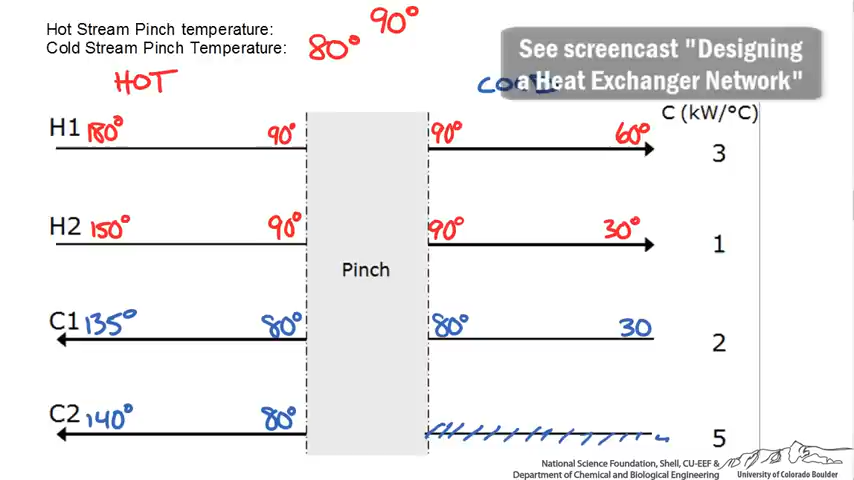 Hot Stream Pinch temperature: 90°
Cold Stream Pinch Temperature: 80°
See screencast "Designing
a Heat Exchanger Network"
HOT
C (kW/°C)
H1 180° 90° 90° 60° 3
H2 150° 90° 90° 30° 1
Pinch
C1 135° 80° 80° 30 2
C2 140° 80° 5
National Science Foundation, Shell, CU-EEF &
Department of Chemical and Biological Engineering
University of Colorado Boulder